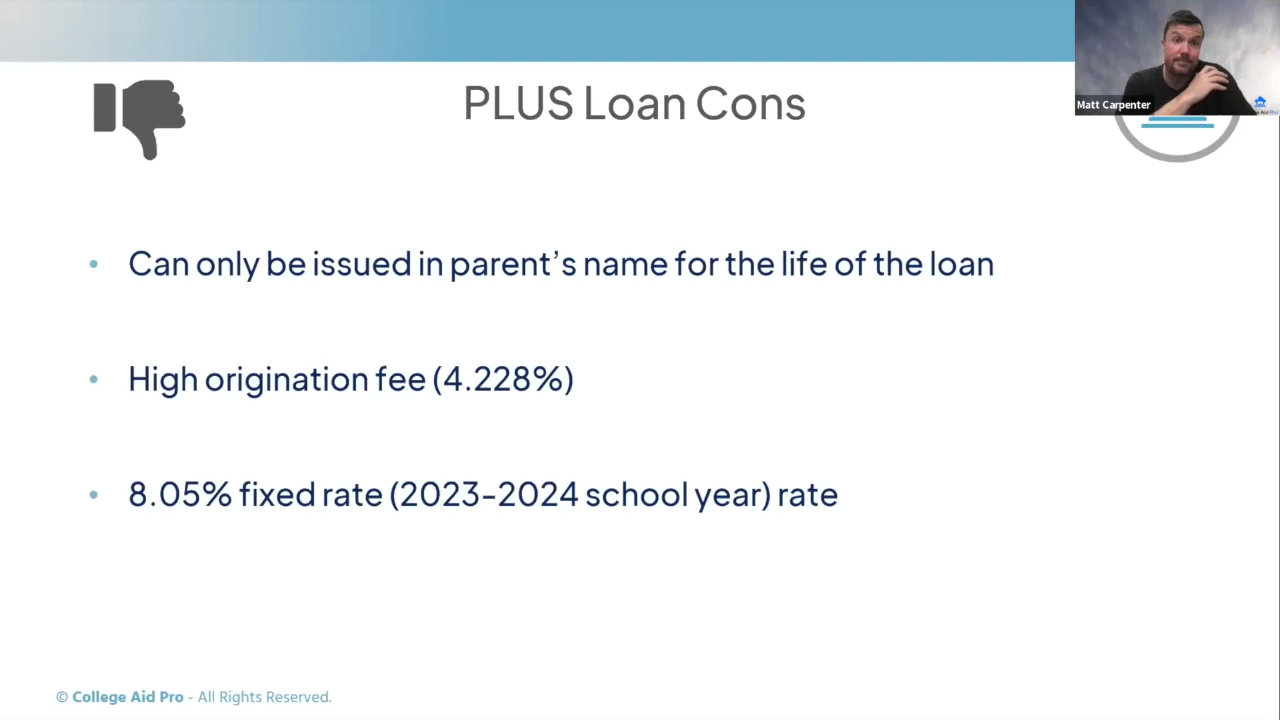 PLUS Loan Cons
Matt Carpenter
• Can only be issued in parent’s name for the life of the loan
• High origination fee (4.228%)
• 8.05% fixed rate (2023-2024 school year) rate
© College Aid Pro - All Rights Reserved.